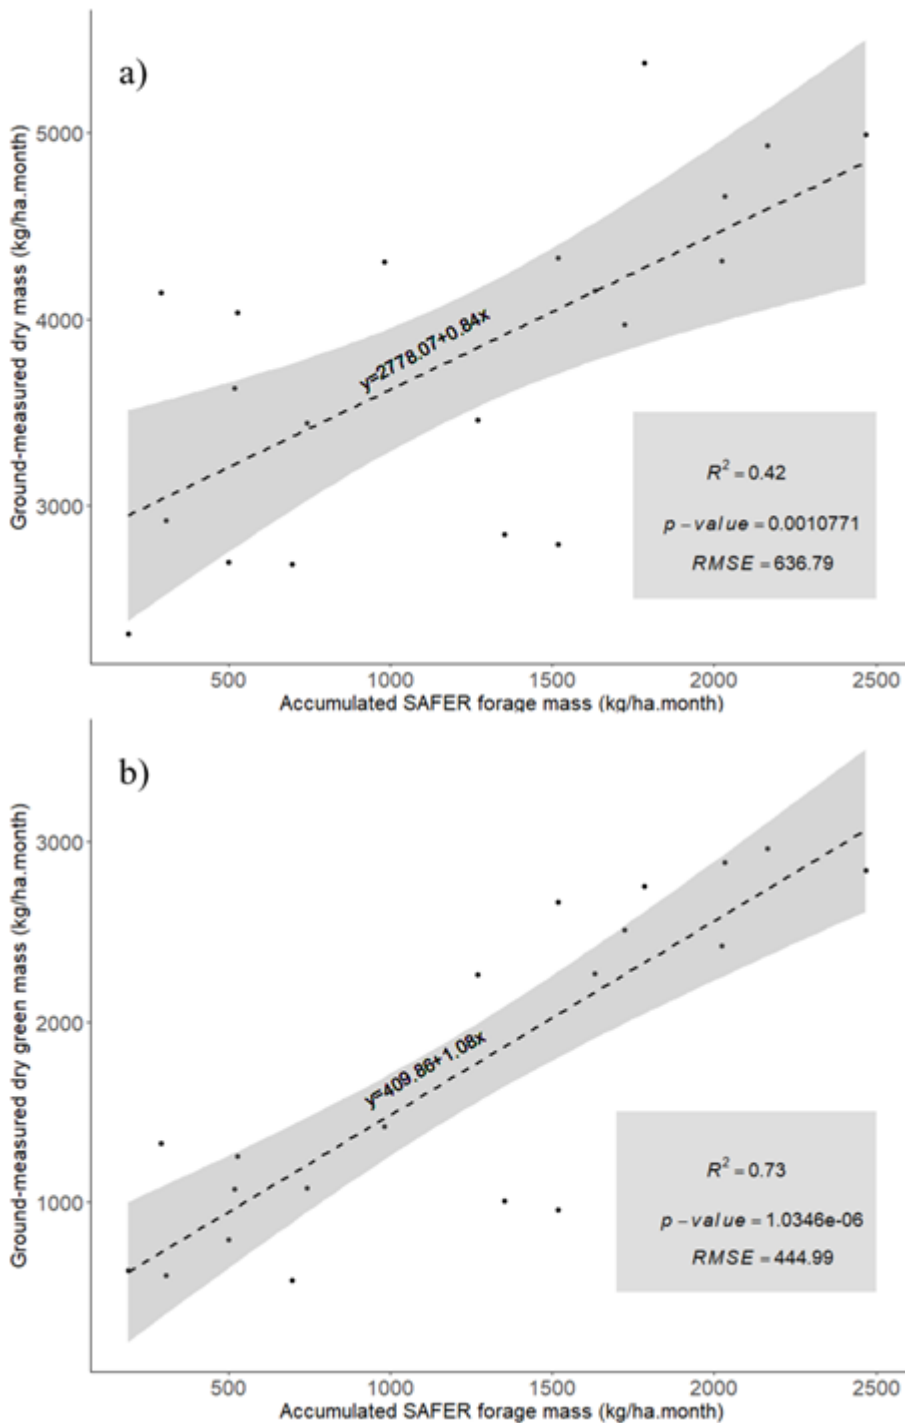 a)
Ground-measured dry mass (kg/ha.month)
5000
4000
3000
y=2778.07+0.84x
R² = 0.42
p – value = 0.0010771
RMSE = 636.79
500 1000 1500 2000 2500
Accumulated SAFER forage mass (kg/ha.month)
b)
Ground-measured dry green mass (kg/ha.month)
3000
2000
1000
y=409.86+1.08x
R² = 0.73
p – value = 1.0346e-06
RMSE = 444.99
500 1000 1500 2000 2500
Accumulated SAFER forage mass (kg/ha.month)